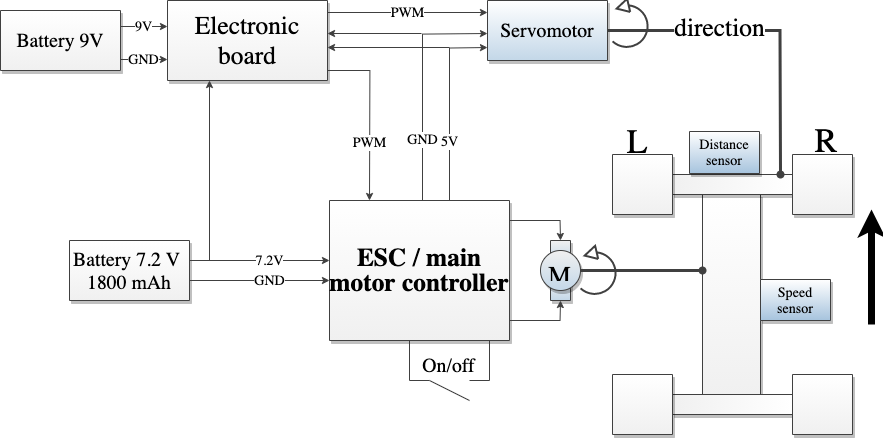 Battery 9V
9V
GND
Electronic
board
PWM
Servomotor
direction
PWM
GND
5V
L
Distance
sensor
R
Battery 7.2 V
1800 mAh
7.2V
GND
ESC / main
motor controller
M
Speed
sensor
On/off